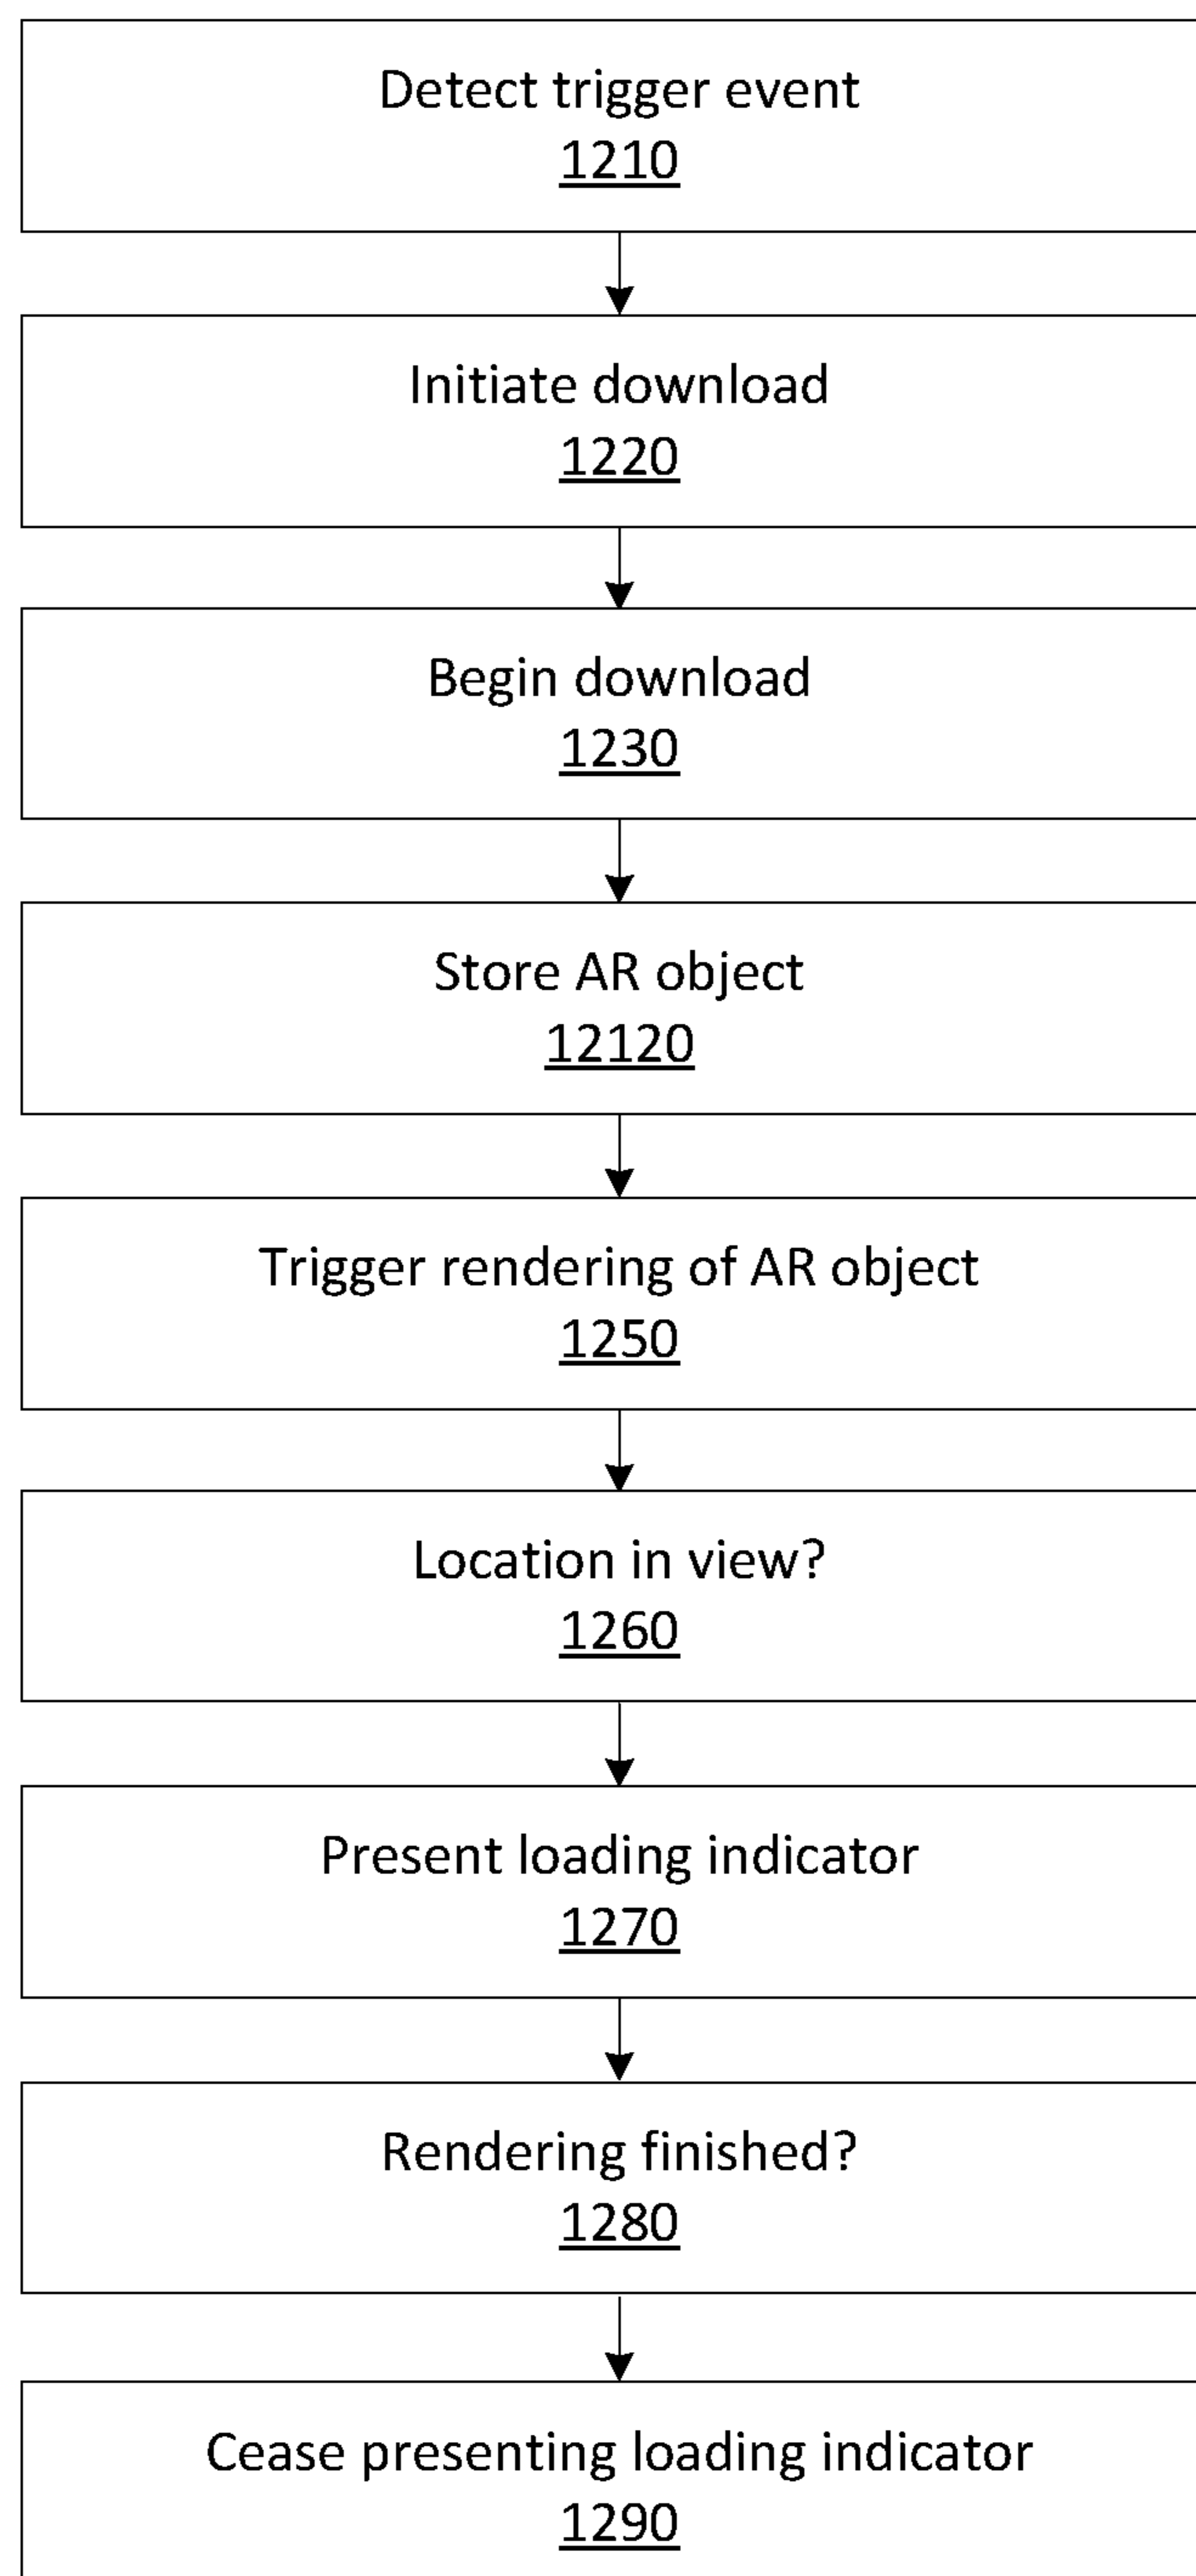 Detect trigger event
1210
Initiate download
1220
Begin download
1230
Store AR object
12120
Trigger rendering of AR object
1250
Location in view?
1260
Present loading indicator
1270
Rendering finished?
1280
Cease presenting loading indicator
1290